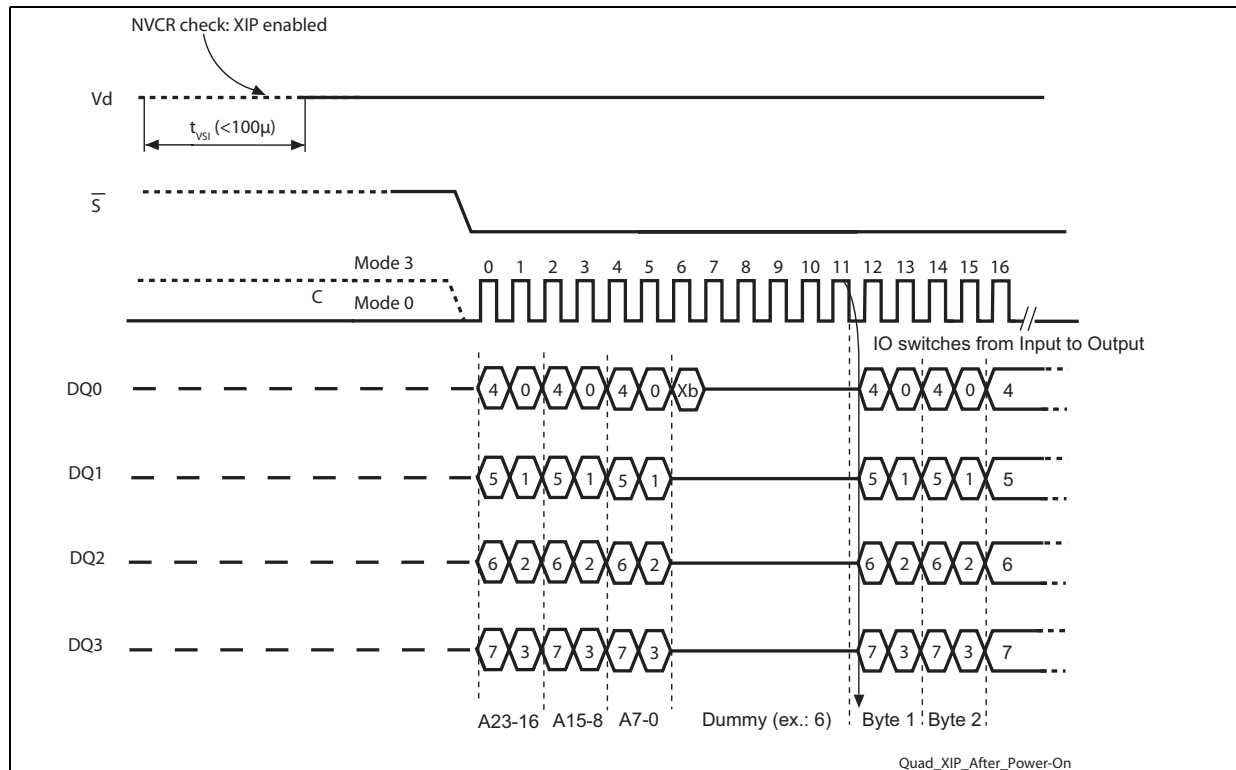 NVCR check: XIP enabled
Vd
tVSI (<100μ)
S
Mode 3
C
Mode 0
0 1 2 3 4 5 6 7 8 9 10 11 12 13 14 15 16
IO switches from Input to Output
DQ0 4 0 4 0 4 0 Xb 4 0 4 0 4
DQ1 5 1 5 1 5 1 5 1 5 1 5
DQ2 6 2 6 2 6 2 6 2 6 2 6
DQ3 7 3 7 3 7 3 7 3 7 3 7
A23-16 A15-8 A7-0 Dummy (ex.: 6) Byte 1 Byte 2
Quad_XIP_After_Power-On